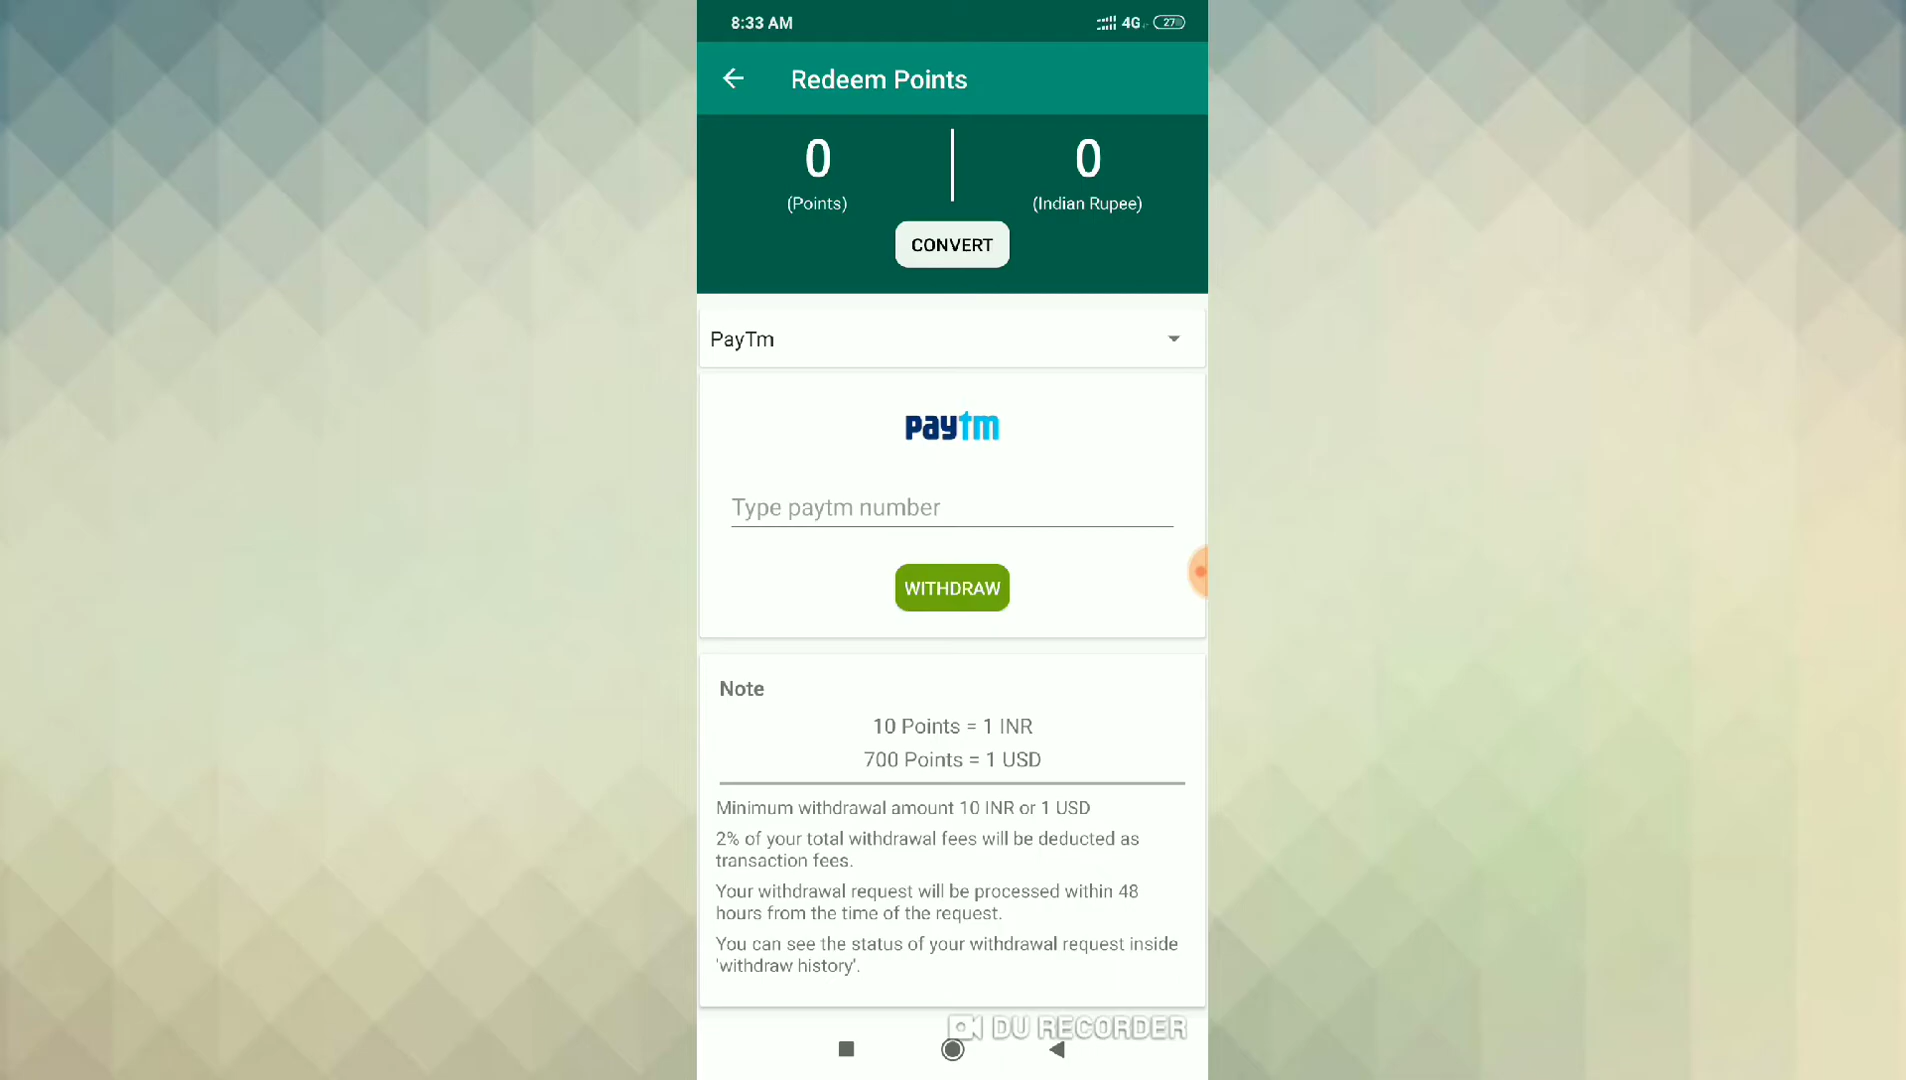 8:33 AM
4G
27
Redeem Points
0
0
(Points)
(Indian Rupee)
CONVERT
PayTm
paytm
Type paytm number
WITHDRAW
Note
10 Points = 1 INR
700 Points = 1 USD
Minimum withdrawal amount 10 INR or 1 USD
2% of your total withdrawal fees will be deducted as
transaction fees.
Your withdrawal request will be processed within 48
hours from the time of the request.
You can see the status of your withdrawal request inside
'withdraw history'.
DU RECORDER